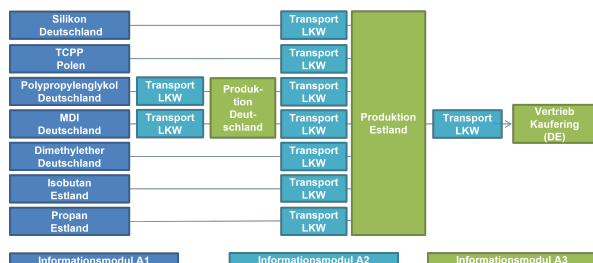 Silikon
Deutschland
Transport
LKW
TCPP
Polen
Transport
LKW
Polypropylenglykol
Deutschland
Transport
LKW
Produk-
tion
Deut-
schland
Transport
LKW
MDI
Deutschland
Transport
LKW
Transport
LKW
Dimethylether
Deutschland
Transport
LKW
Isobutan
Estland
Transport
LKW
Propan
Estland
Transport
LKW
Produktion
Estland
Transport
LKW
Vertrieb
Kaufering
(DE)
Informationsmodul A1
Informationsmodul A2
Informationsmodul A3